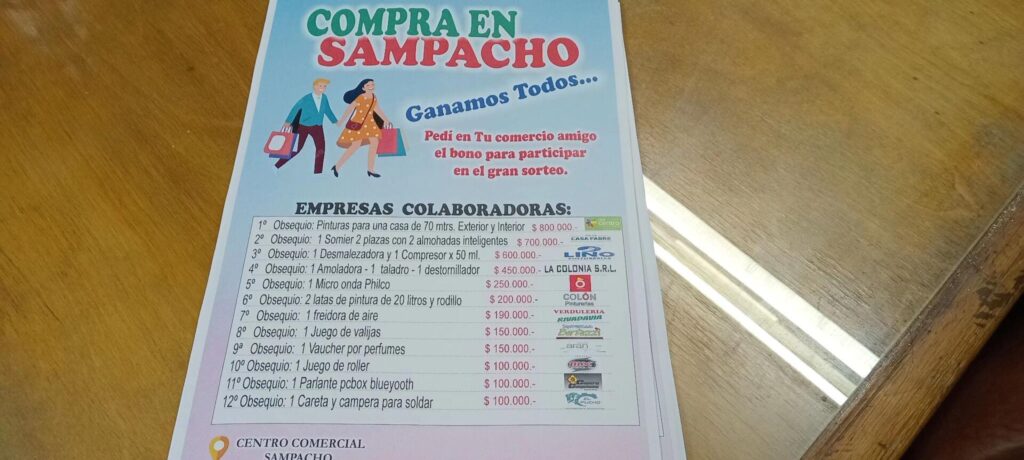 COMPRA EN
SAMPACHO
Ganamos Todos...
Pedí en Tu comercio amigo
el bono para participar
en el gran sorteo.
EMPRESAS COLABORADORAS:
1º Obsequio: Pinturas para una casa de 70 mtrs. Exterior y Interior $ 800.000.-
2º Obsequio: 1 Somier 2 plazas con 2 almohadas inteligentes $ 700.000.- CASA FABRE
3º Obsequio: 1 Desmalezadora y 1 Compresor x 50 ml. $ 600.000.- LINO
4º Obsequio: 1 Amoladora - 1 taladro - 1 destornillador $ 450.000.- LA COLONIA S.R.L.
5º Obsequio: 1 Micro onda Philco $ 250.000.-
6º Obsequio: 2 latas de pintura de 20 litros y rodillo $ 200.000.- COLÓN
Pinturerías
7º Obsequio: 1 freidora de aire $ 190.000.- VERDULERIA
RIVADAVIA
8º Obsequio: 1 Juego de valijas $ 150.000.-
9ª Obsequio: 1 Vaucher por perfumes $ 150.000.- aran
10º Obsequio: 1 Juego de roller $ 100.000.-
11º Obsequio: 1 Parlante pcbox blueyooth $ 100.000.-
12º Obsequio: 1 Careta y campera para soldar $ 100.000.-
CENTRO COMERCIAL
SAMPACHO